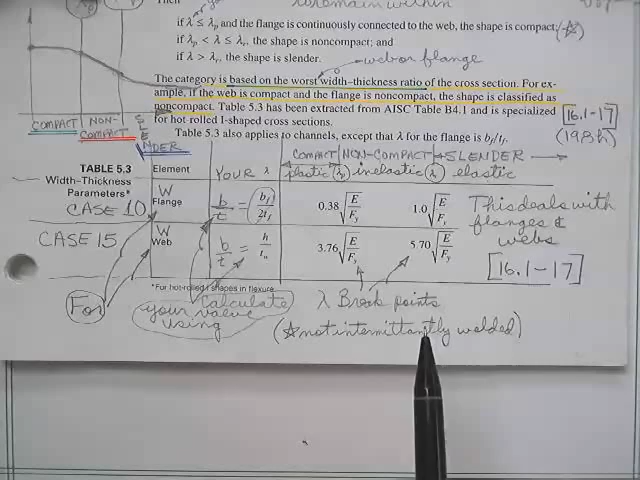 Then
if λ ≤ λp and the flange is continuously connected to the web, the shape is compact;
if λp < λ ≤ λr, the shape is noncompact; and
if λ > λr, the shape is slender.
web or flange
The category is based on the worst width–thickness ratio of the cross section. For ex-
ample, if the web is compact and the flange is noncompact, the shape is classified as
noncompact. Table 5.3 has been extracted from AISC Table B4.1 and is specialized
for hot-rolled I-shaped cross sections.
[16.1-17]
Table 5.3 also applies to channels, except that λ for the flange is bf/tf.
COMPACT NON-COMPACT SLENDER
TABLE 5.3
Width-Thickness
Parameters*
Element
YOUR λ
COMPACT NON-COMPACT SLENDER
plastic (λp) inelastic (λr) elastic
CASE 10 W Flange b/t = (bf/2tf) 0.38√E/Fy 1.0√E/Fy
CASE 15 W Web b/t = h/tw 3.76√E/Fy 5.70√E/Fy
This deals with
flanges &
webs
[16.1-17]
*For hot-rolled I shapes in flexure
For
Calculate
your value
using
λ Break points
(☆not intermittantly welded)